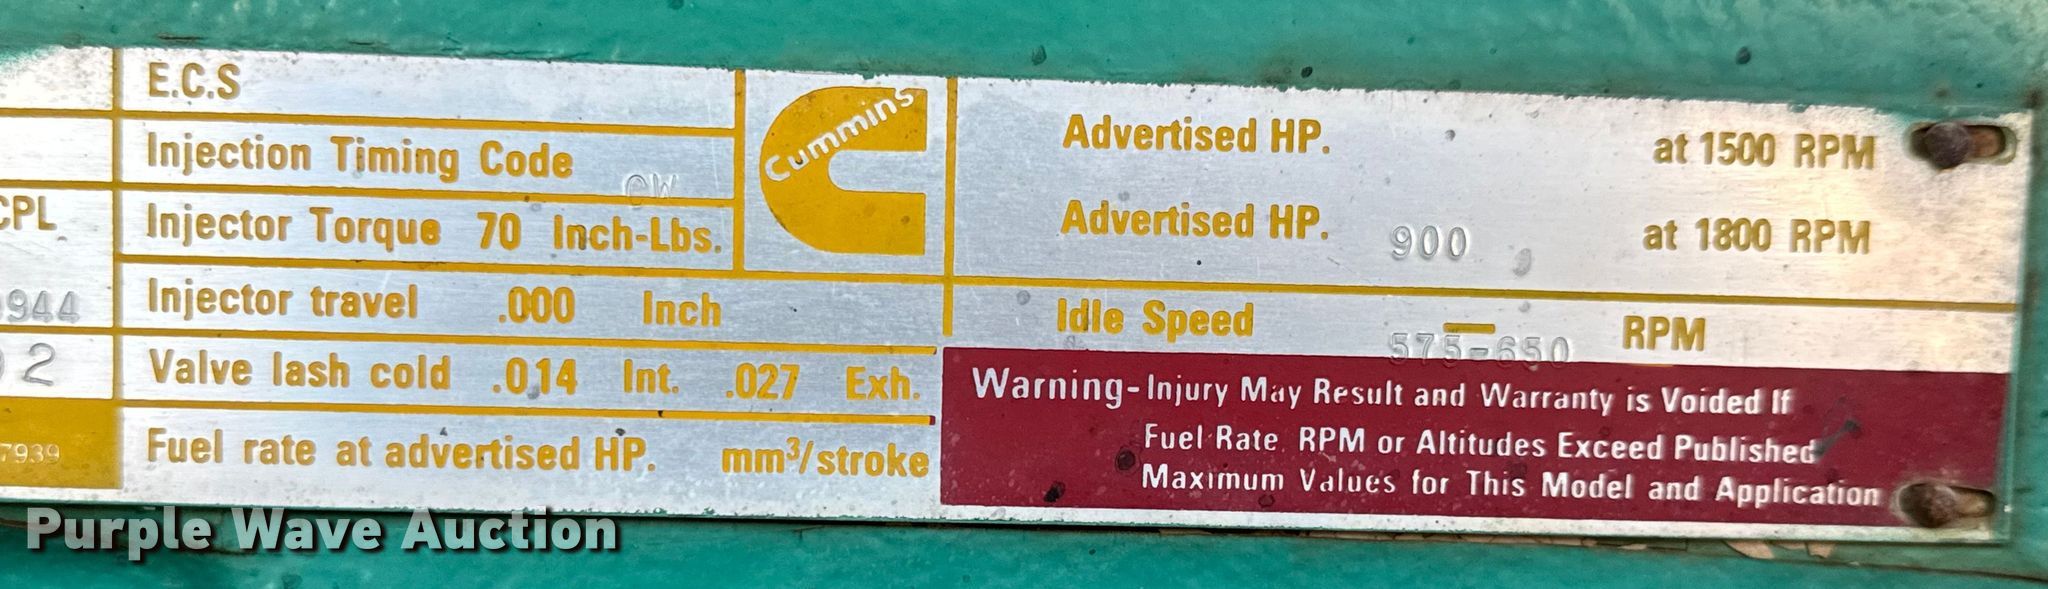 E.C.S
Injection Timing Code CW
CPL
Injector Torque 70 Inch-Lbs.
944
Injector travel .000 Inch
2
Valve lash cold .014 Int. .027 Exh.
7939
Fuel rate at advertised HP. mm³/stroke
Cummins
Advertised HP. at 1500 RPM
Advertised HP. 900 at 1800 RPM
Idle Speed 575-650 RPM
Warning-Injury May Result and Warranty is Voided If
Fuel Rate RPM or Altitudes Exceed Published
Maximum Values for This Model and Application
Purple Wave Auction